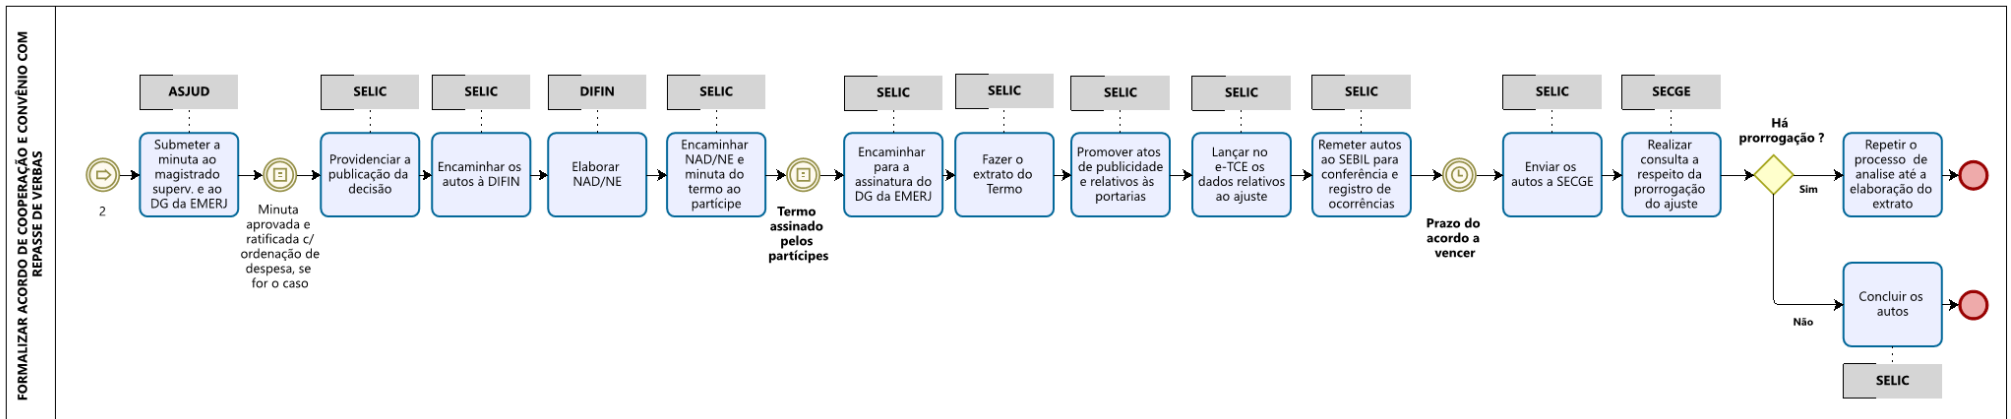 FORMALIZAR ACORDO DE COOPERAÇÃO E CONVÊNIO COM
REPASSE DE VERBAS
2
ASJUD
Submeter a
minuta ao
magistrado
superv. e ao
DG da EMERJ
Minuta
aprovada e
ratificada c/
ordenação de
despesa, se
for o caso
SELIC
Providenciar a
publicação da
decisão
SELIC
Encaminhar os
autos à DIFIN
DIFIN
Elaborar
NAD/NE
SELIC
Encaminhar
NAD/NE e
minuta do
termo ao
partícipe
Termo
assinado
pelos
partícipes
SELIC
Encaminhar
para a
assinatura do
DG da EMERJ
SELIC
Fazer o
extrato do
Termo
SELIC
Promover atos
de publicidade
e relativos às
portarias
SELIC
Lançar no
e-TCE os
dados relativos
ao ajuste
SELIC
Remeter autos
ao SEBIL para
conferência e
registro de
ocorrências
Prazo do
acordo a
vencer
SELIC
Enviar os
autos a SECGE
SECGE
Realizar
consulta a
respeito da
prorrogação
do ajuste
Há
prorrogação ?
Sim
Repetir o
processo de
analise até a
elaboração do
extrato
Não
Concluir os
autos
SELIC